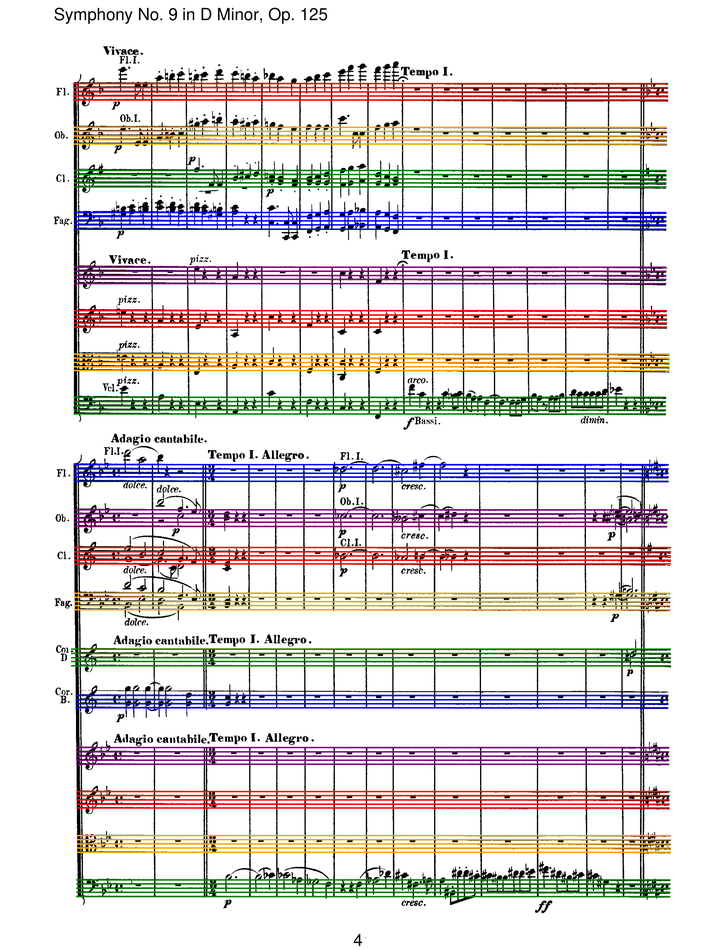 Symphony No. 9 in D Minor, Op. 125
Vivace.
Fl.I.
Tempo I.
Fl.
p
Ob.I.
Ob.
p
p
Cl.
p
Fag.
p
Vivace.
pizz.
Tempo I.
pizz.
pizz.
Vcl.
pizz.
arco.
f Bassi.
dimin.
Adagio cantabile.
Fl.I.
Tempo I. Allegro.
Fl.I.
Fl.
dolce.
p
cresc.
dolce.
Ob.I.
Ob.
p
p
cresc.
p
Cl.I.
Cl.
dolce.
p
p
cresc.
Fag.
dolce.
p
Adagio cantabile.
Tempo I. Allegro.
Cor.
D
p
Cor.
B.
p
Adagio cantabile.
Tempo I. Allegro.
p
cresc.
ff
4